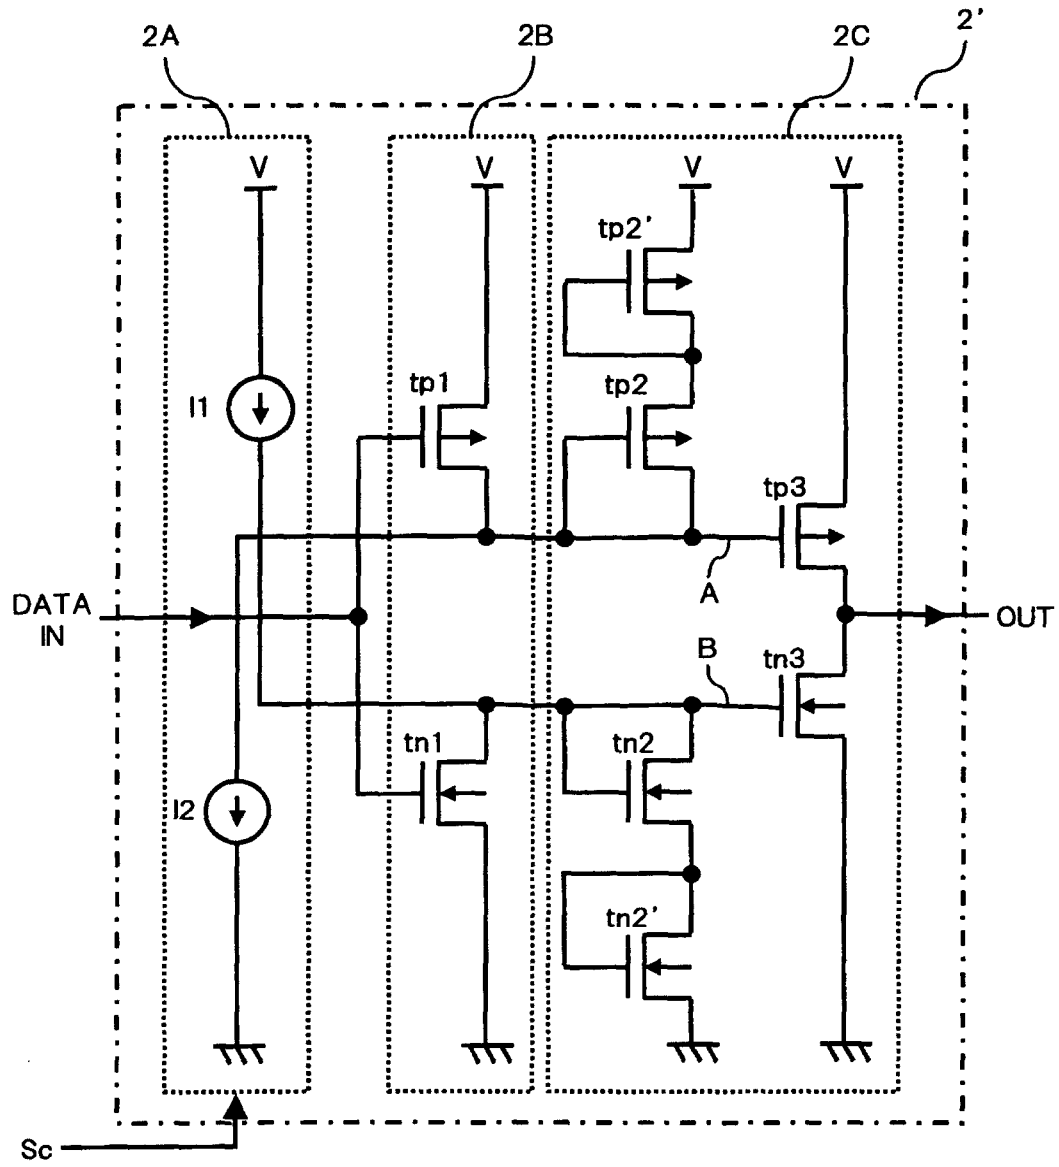 2'
2A
2B
2C
V
V
V
V
tp2'
tp1
tp2
I1
tp3
A
DATA
IN
OUT
B
tn3
tn1
tn2
I2
tn2'
Sc